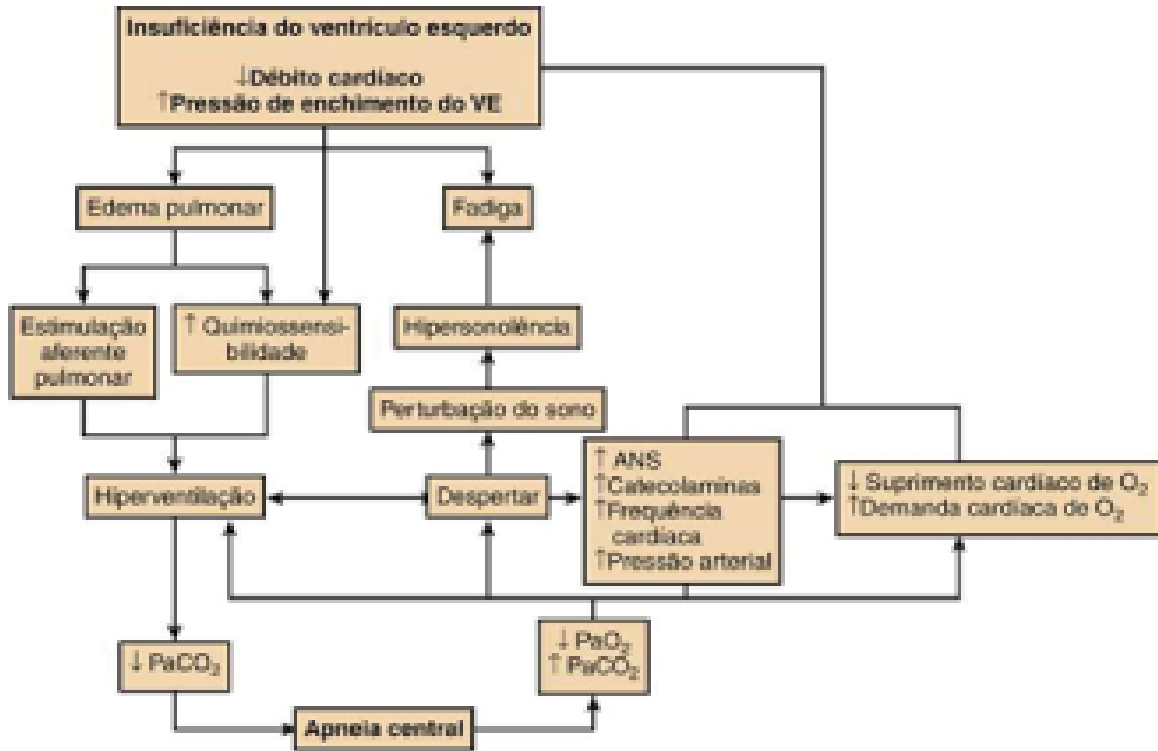 Insuficiência do ventrículo esquerdo
↓Débito cardíaco
↑Pressão de enchimento do VE
Edema pulmonar
Fadiga
Estimulação
aferente
pulmonar
↑ Quimiossensi-
bilidade
Hipersonolência
Perturbação do sono
Hiperventilação
Despertar
↑ ANS
↑Catecolaminas
↑Frequência
cardíaca
↑Pressão arterial
↓ Suprimento cardíaco de O₂
↑Demanda cardíaca de O₂
↓ PaCO₂
↓ PaO₂
↑ PaCO₂
Apneia central